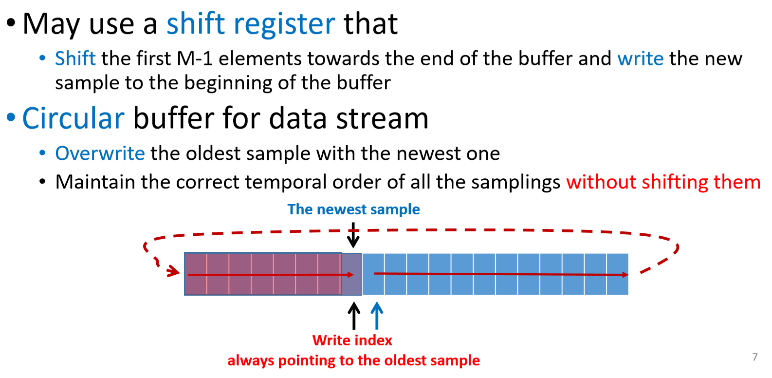 • May use a shift register that
• Shift the first M-1 elements towards the end of the buffer and write the new
sample to the beginning of the buffer
• Circular buffer for data stream
• Overwrite the oldest sample with the newest one
• Maintain the correct temporal order of all the samplings without shifting them
The newest sample
Write index
always pointing to the oldest sample
7